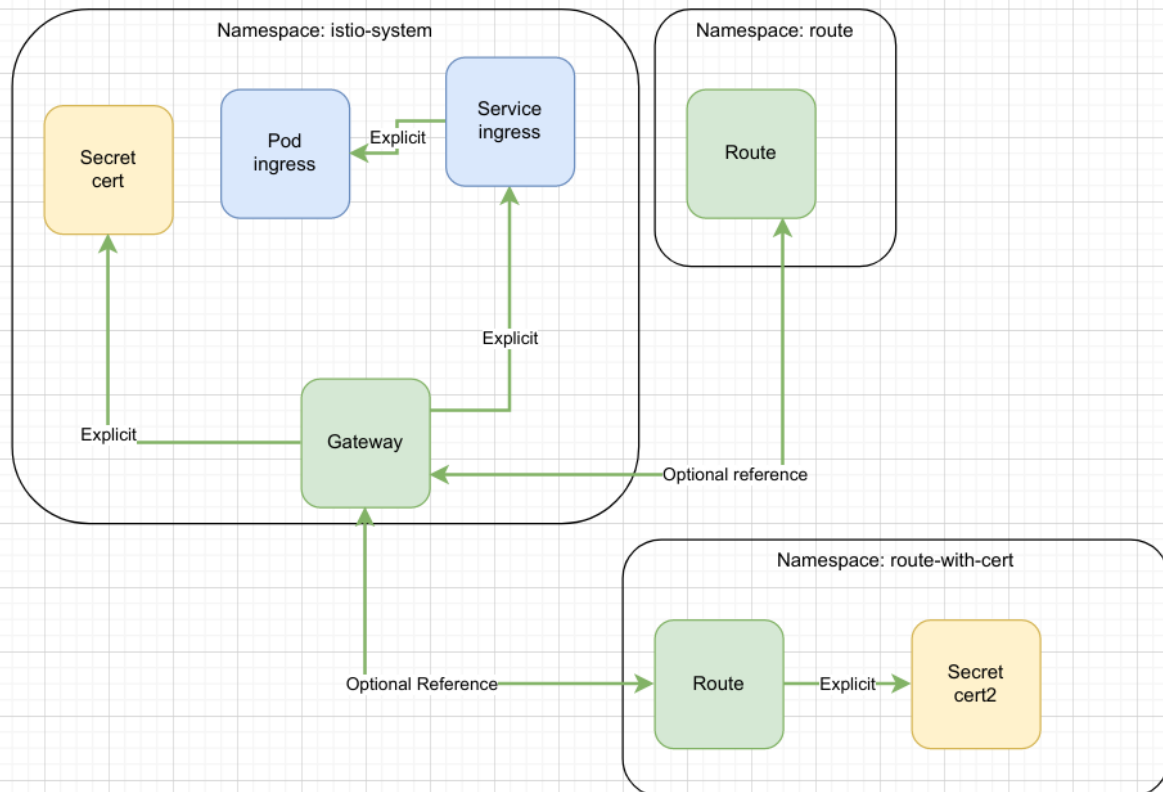 Namespace: istio-system
Namespace: route
Secret
cert
Pod
ingress
Explicit
Service
ingress
Route
Explicit
Explicit
Gateway
Optional reference
Namespace: route-with-cert
Optional Reference
Route
Explicit
Secret
cert2